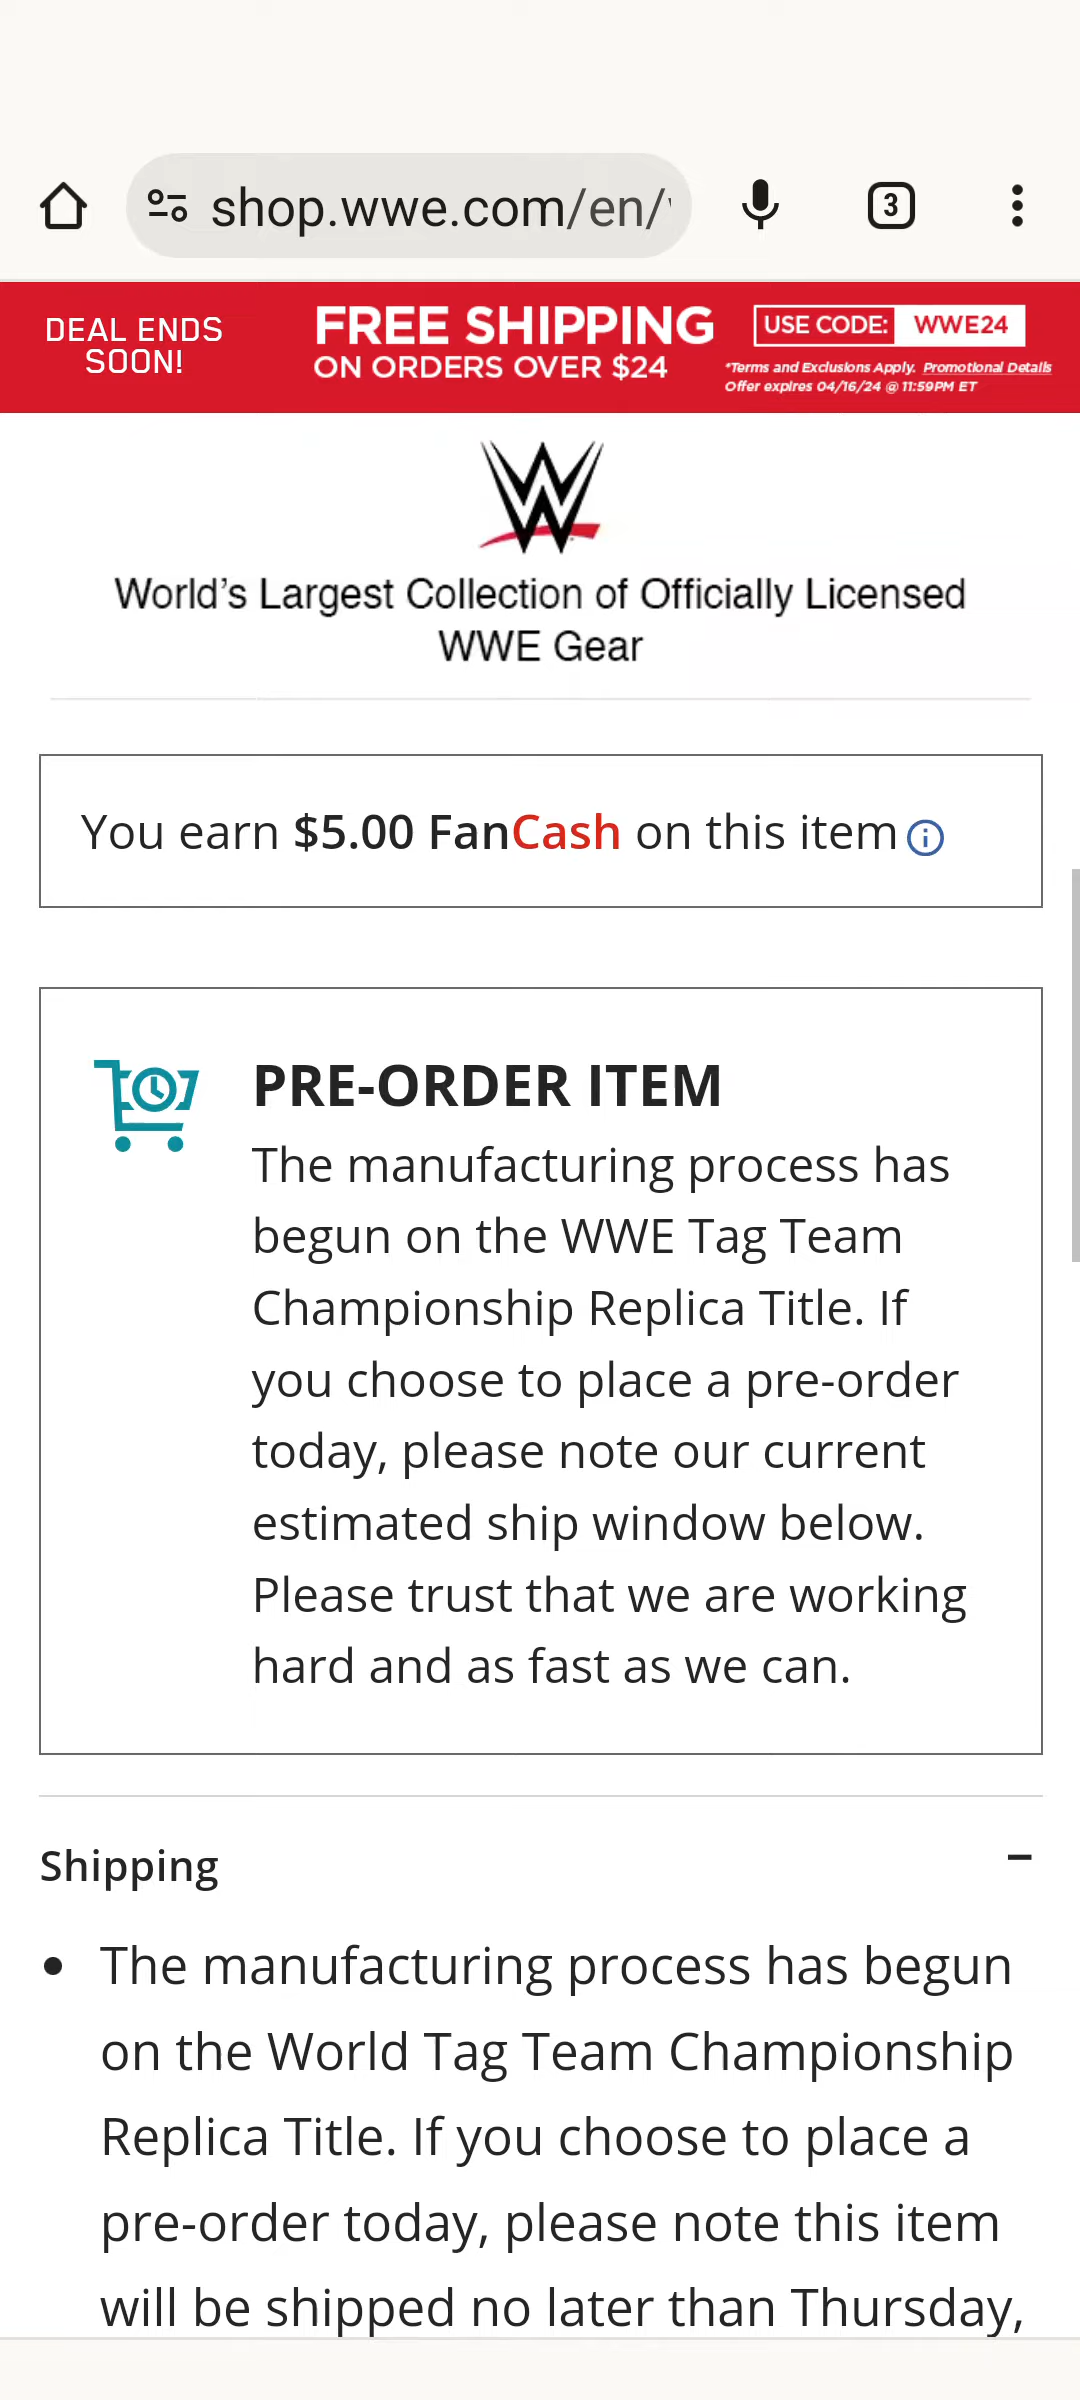 shop.wwe.com/en/
3
DEAL ENDS
SOON!
FREE SHIPPING
ON ORDERS OVER $24
USE CODE: WWE24
*Terms and Exclusions Apply. Promotional Details
Offer expires 04/16/24 @ 11:59PM ET
W
World's Largest Collection of Officially Licensed
WWE Gear
You earn $5.00 FanCash on this item
PRE-ORDER ITEM
The manufacturing process has
begun on the WWE Tag Team
Championship Replica Title. If
you choose to place a pre-order
today, please note our current
estimated ship window below.
Please trust that we are working
hard and as fast as we can.
Shipping
• The manufacturing process has begun
on the World Tag Team Championship
Replica Title. If you choose to place a
pre-order today, please note this item
will be shipped no later than Thursday,